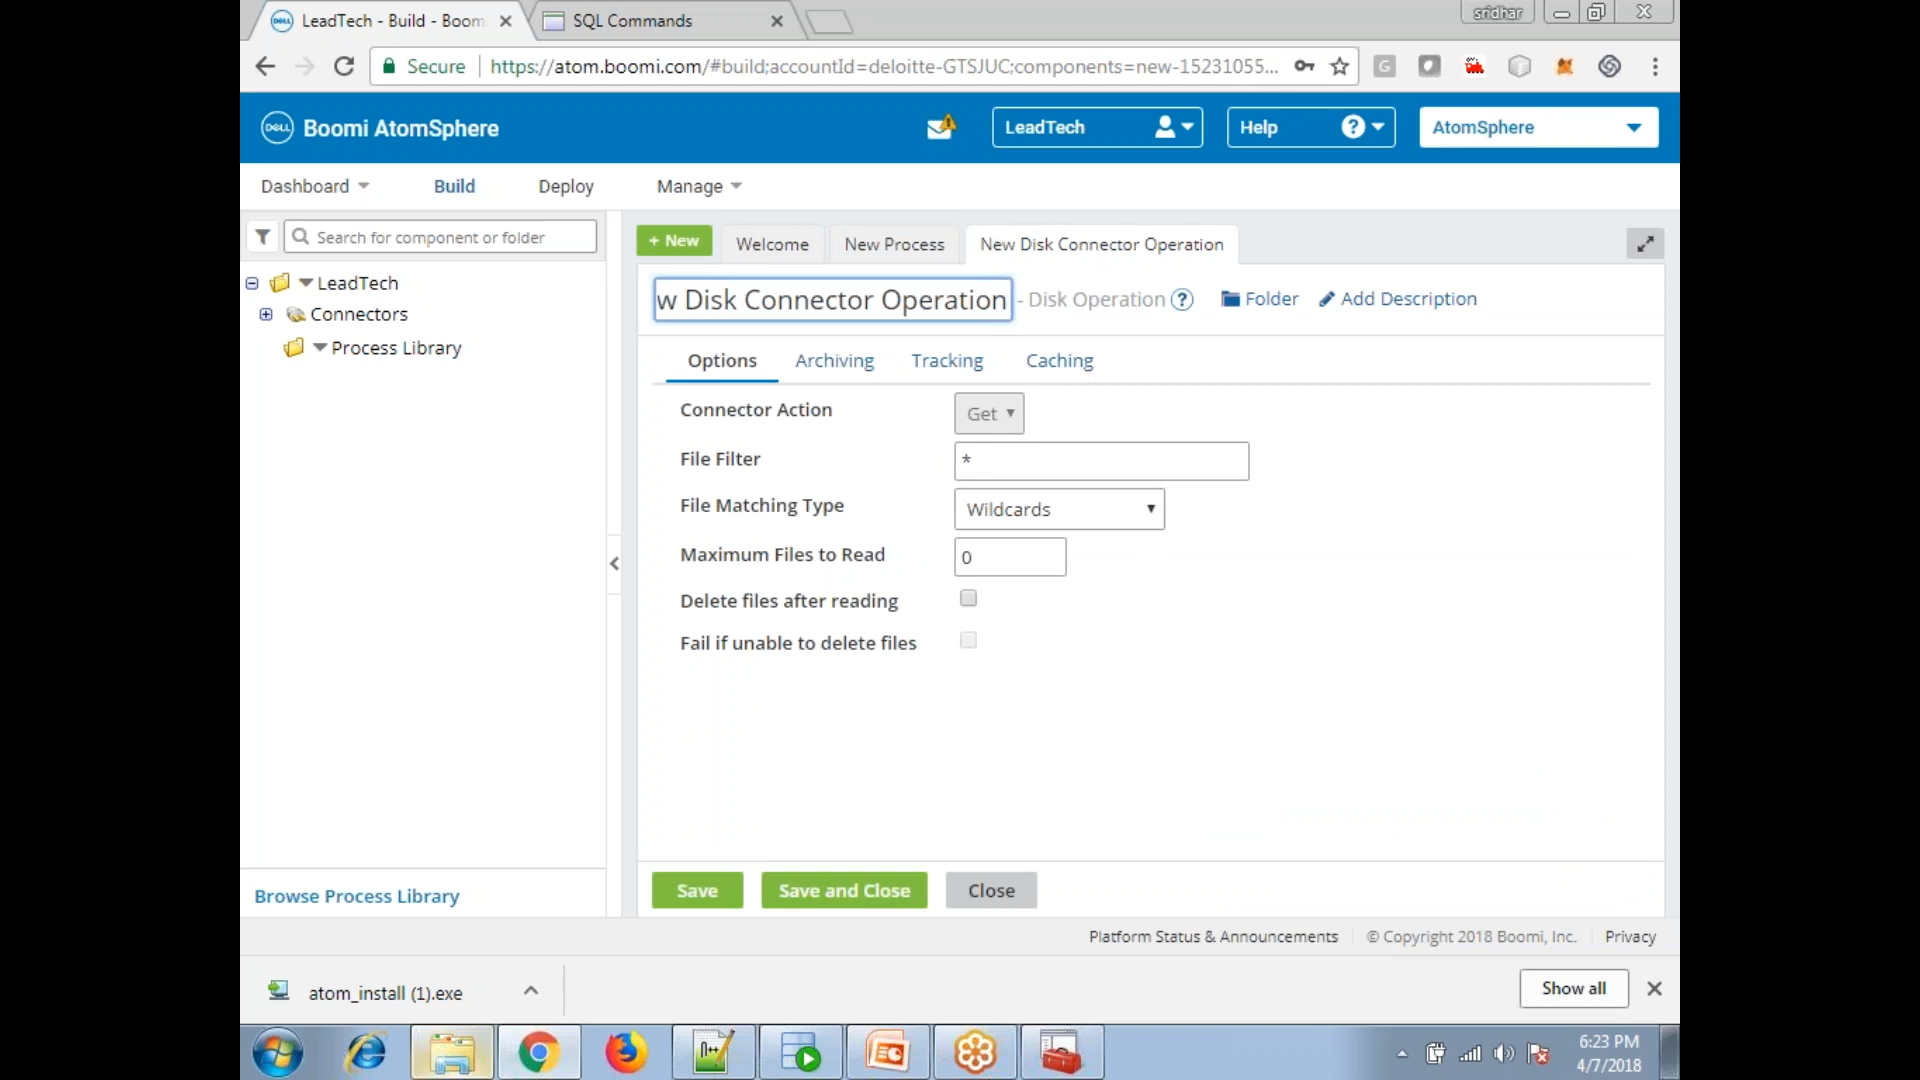 LeadTech - Build - Boom
SQL Commands
sridhar
Secure
https://atom.boomi.com/#build;accountId=deloitte-GTSJUC;components=new-15231055...
DELL
Boomi AtomSphere
LeadTech
Help
AtomSphere
Dashboard
Build
Deploy
Manage
Search for component or folder
+ New
Welcome
New Process
New Disk Connector Operation
LeadTech
Connectors
Process Library
w Disk Connector Operation
- Disk Operation
Folder
Add Description
Options
Archiving
Tracking
Caching
Connector Action
Get
File Filter
*
File Matching Type
Wildcards
Maximum Files to Read
0
Delete files after reading
Fail if unable to delete files
Browse Process Library
Save
Save and Close
Close
Platform Status & Announcements
© Copyright 2018 Boomi, Inc.
Privacy
atom_install (1).exe
Show all
6:23 PM
4/7/2018